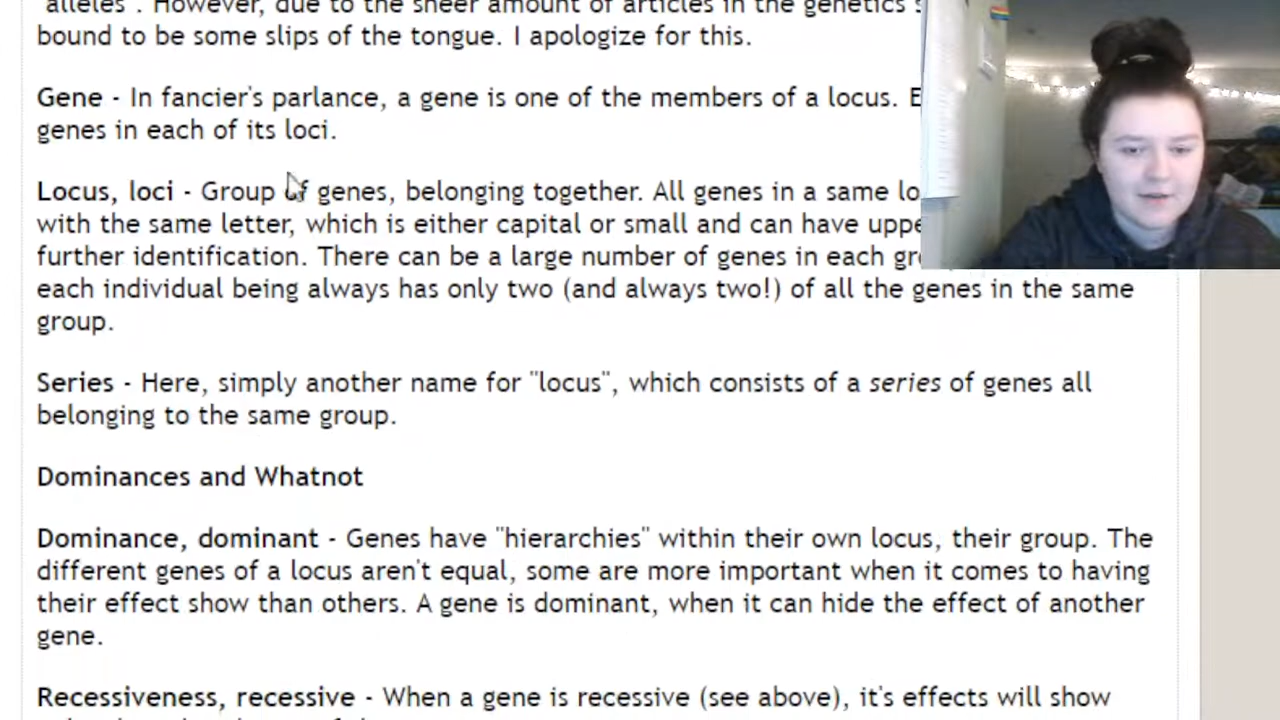 "alleles". However, due to the sheer amount of articles in the genetics
bound to be some slips of the tongue. I apologize for this.
Gene - In fancier's parlance, a gene is one of the members of a locus.
genes in each of its loci.
Locus, loci - Group of genes, belonging together. All genes in a same
with the same letter, which is either capital or small and can have
further identification. There can be a large number of genes in each
each individual being always has only two (and always two!) of all the genes in the same
group.
Series - Here, simply another name for "locus", which consists of a series of genes all
belonging to the same group.
Dominances and Whatnot
Dominance, dominant - Genes have "hierarchies" within their own locus, their group. The
different genes of a locus aren't equal, some are more important when it comes to having
their effect show than others. A gene is dominant, when it can hide the effect of another
gene.
Recessiveness, recessive - When a gene is recessive (see above), it's effects will show